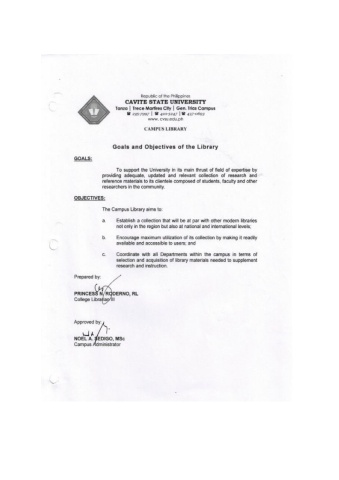 Republic of the Philippines
CAVITE STATE UNIVERSITY
Tanza | Trece Martires City | Gen. Trias Campus
www. cvsu.edu.ph
CAMPUS LIBRARY
Goals and Objectives of the Library
GOALS:
To support the University in its main thrust of field of expertise by
providing adequate, updated and relevant collection of research and
reference materials to its clientele composed of students, faculty and other
researchers in the community.
OBJECTIVES:
The Campus Library aims to:
a Establish a collection that will be at par with other modern libraries
not only in the region but also at national and international levels;
b. Encourage maximum utilization of its collection by making it readily
available and accessible to users; and
c. Coordinate with all Departments within the campus in terms of
selection and acquisition of library materials needed to supplement
research and instruction.
Prepared by:
PRINCESS N. RODERNO, RL
College Librarian III
Approved by
NOEL A. SEDIGO, MSc
Campus Administrator